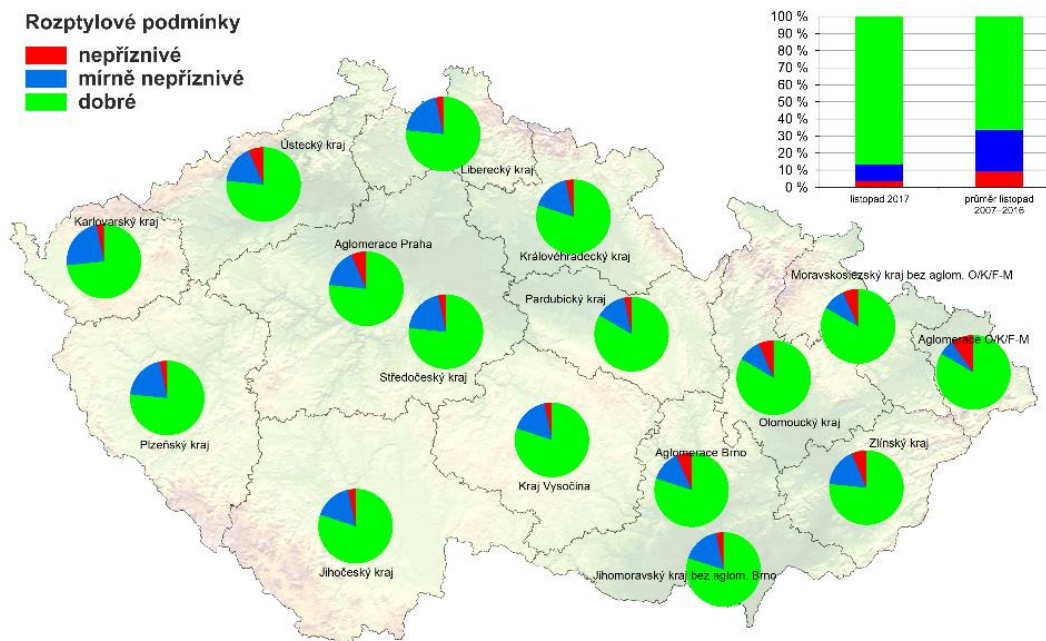 Rozptylové podmínky
nepříznivé
mírně nepříznivé
dobré
100 %
90 %
80 %
70 %
60 %
50 %
40 %
30 %
20 %
10 %
0 %
listopad 2017
průměr listopad
2007–2016
Ústecký kraj
Liberecký kraj
Karlovarský kraj
Aglomerace Praha
Královéhradecký kraj
Moravskoslezský kraj bez aglom. O/K/F-M
Pardubický kraj
Aglomerace O/K/F-M
Středočeský kraj
Olomoucký kraj
Plzeňský kraj
Zlínský kraj
Aglomerace Brno
Kraj Vysočina
Jihočeský kraj
Jihomoravský kraj bez aglom. Brno